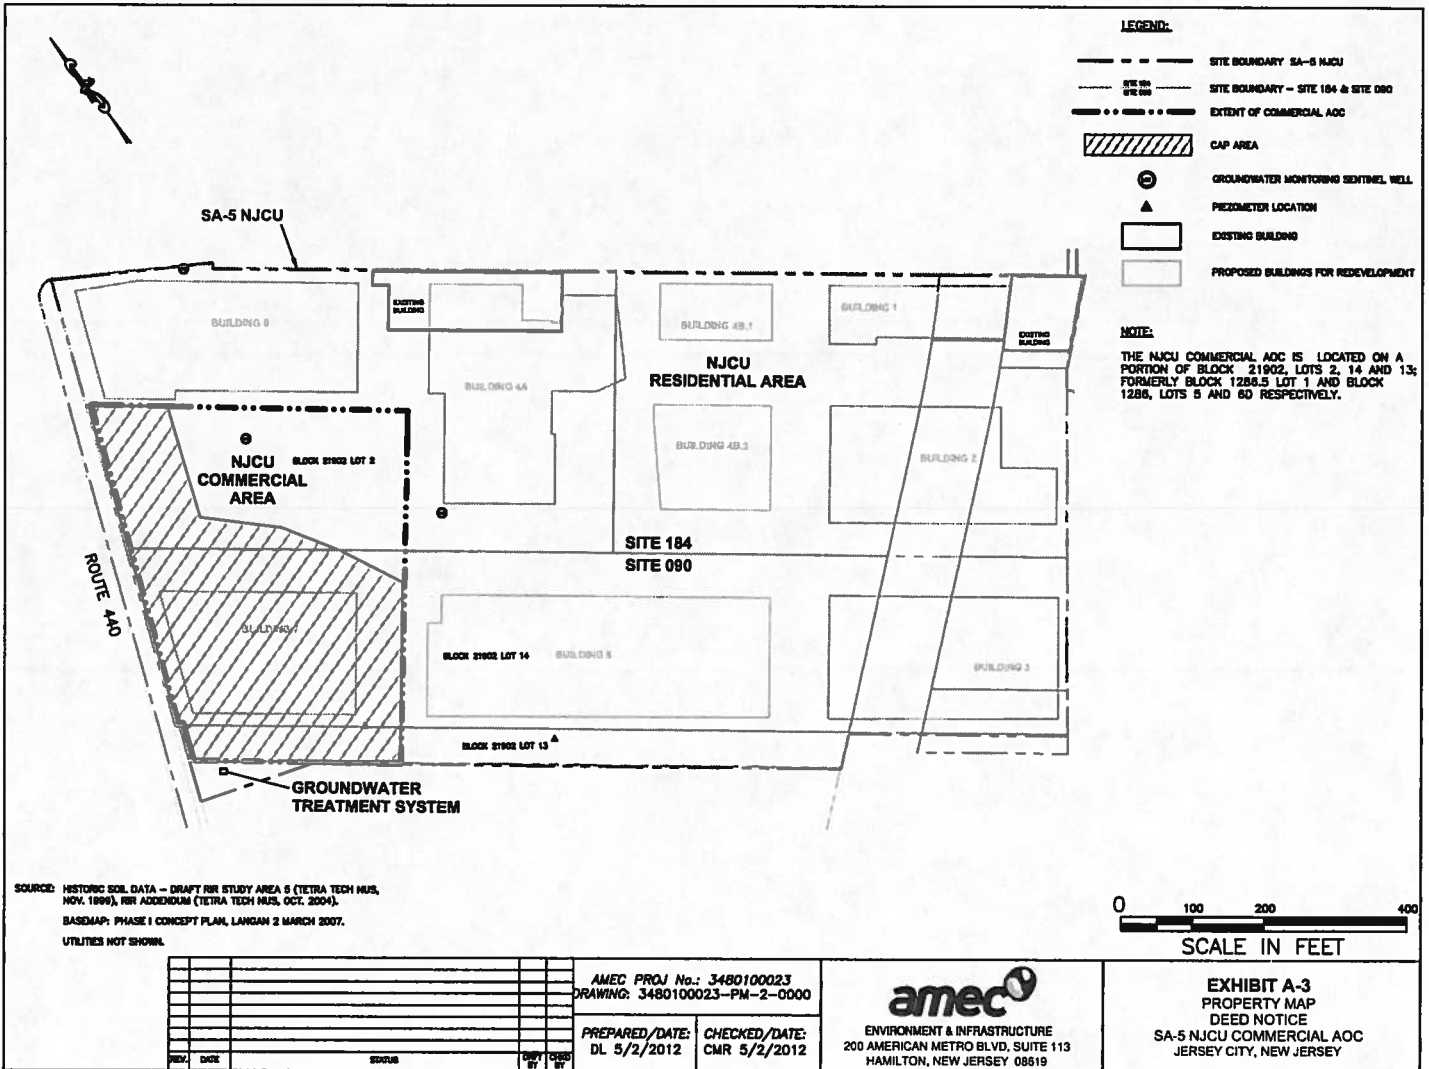 LEGEND:
SITE BOUNDARY SA-5 NJCU
SITE 184
SITE 090
SITE BOUNDARY - SITE 184 & SITE 090
EXTENT OF COMMERCIAL AOC
CAP AREA
GROUNDWATER MONITORING SENTINEL WELL
PIEZOMETER LOCATION
EXISTING BUILDING
PROPOSED BUILDINGS FOR REDEVELOPMENT
NOTE:
THE NJCU COMMERCIAL AOC IS LOCATED ON A
PORTION OF BLOCK 21902, LOTS 2, 14 AND 13;
FORMERLY BLOCK 1286.5 LOT 1 AND BLOCK
1286, LOTS 5 AND 6D RESPECTIVELY.
SA-5 NJCU
BUILDING 6
EXISTING
BUILDING
BUILDING 4A
BUILDING 4B.1
BUILDING 1
EXISTING
BUILDING
NJCU
RESIDENTIAL AREA
BUILDING 4B.2
BUILDING 2
NJCU
COMMERCIAL
AREA
BLOCK 21902 LOT 2
SITE 184
SITE 090
ROUTE 440
BUILDING 7
BLOCK 21902 LOT 14
BUILDING 5
BUILDING 3
BLOCK 21902 LOT 13
GROUNDWATER
TREATMENT SYSTEM
SOURCE: HISTORIC SOIL DATA - DRAFT RIR STUDY AREA 5 (TETRA TECH NUS,
NOV. 1999), RIR ADDENDUM (TETRA TECH NUS, OCT. 2004).
BASEMAP: PHASE I CONCEPT PLAN, LANGAN 2 MARCH 2007.
UTILITIES NOT SHOWN.
0 100 200 400
SCALE IN FEET
REV. DATE STATUS DRFT BY CHKD BY
AMEC PROJ No.: 3480100023
DRAWING: 3480100023-PM-2-0000
PREPARED/DATE:
DL 5/2/2012
CHECKED/DATE:
CMR 5/2/2012
amec
ENVIRONMENT & INFRASTRUCTURE
200 AMERICAN METRO BLVD, SUITE 113
HAMILTON, NEW JERSEY 08619
EXHIBIT A-3
PROPERTY MAP
DEED NOTICE
SA-5 NJCU COMMERCIAL AOC
JERSEY CITY, NEW JERSEY